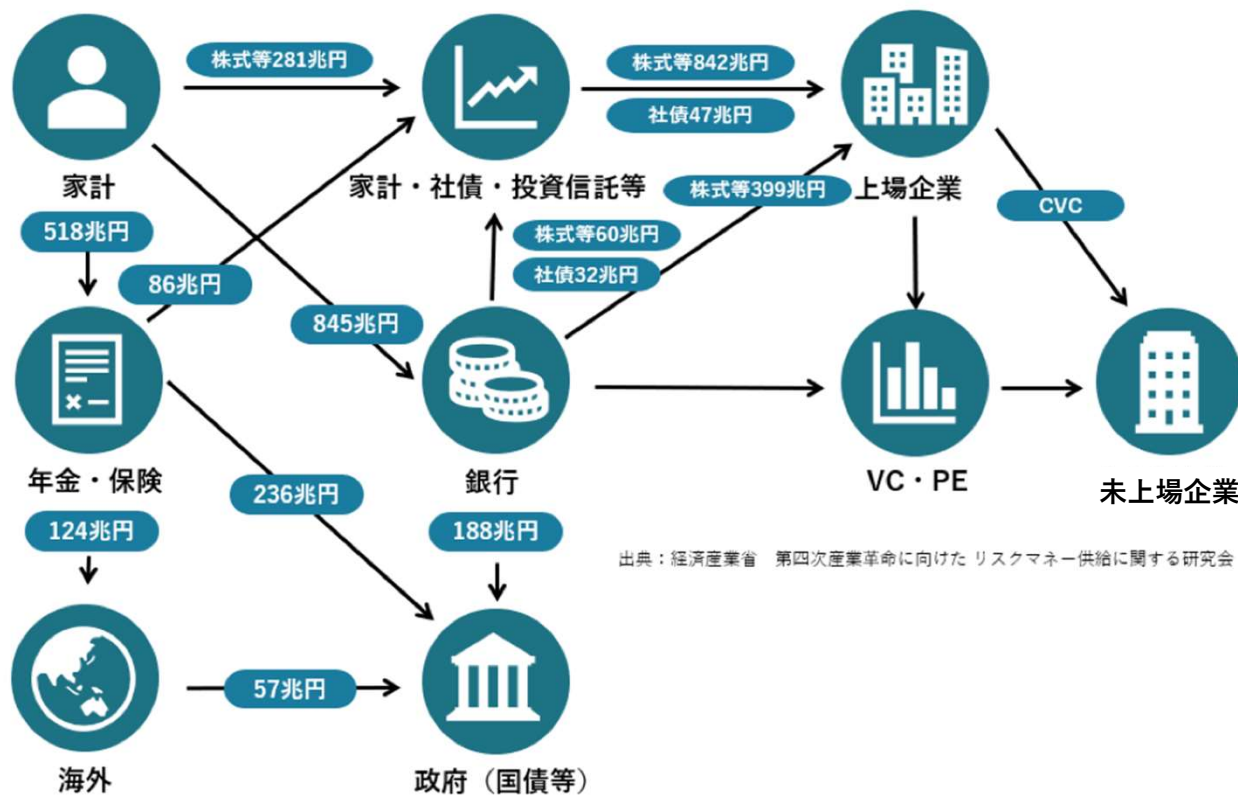 株式等281兆円
株式等842兆円
社債47兆円
家計
家計・社債・投資信託等
上場企業
株式等399兆円
CVC
518兆円
株式等60兆円
社債32兆円
86兆円
845兆円
年金・保険
銀行
VC・PE
未上場企業
236兆円
124兆円
188兆円
出典：経済産業省　第四次産業革命に向けた リスクマネー供給に関する研究会
57兆円
海外
政府（国債等）